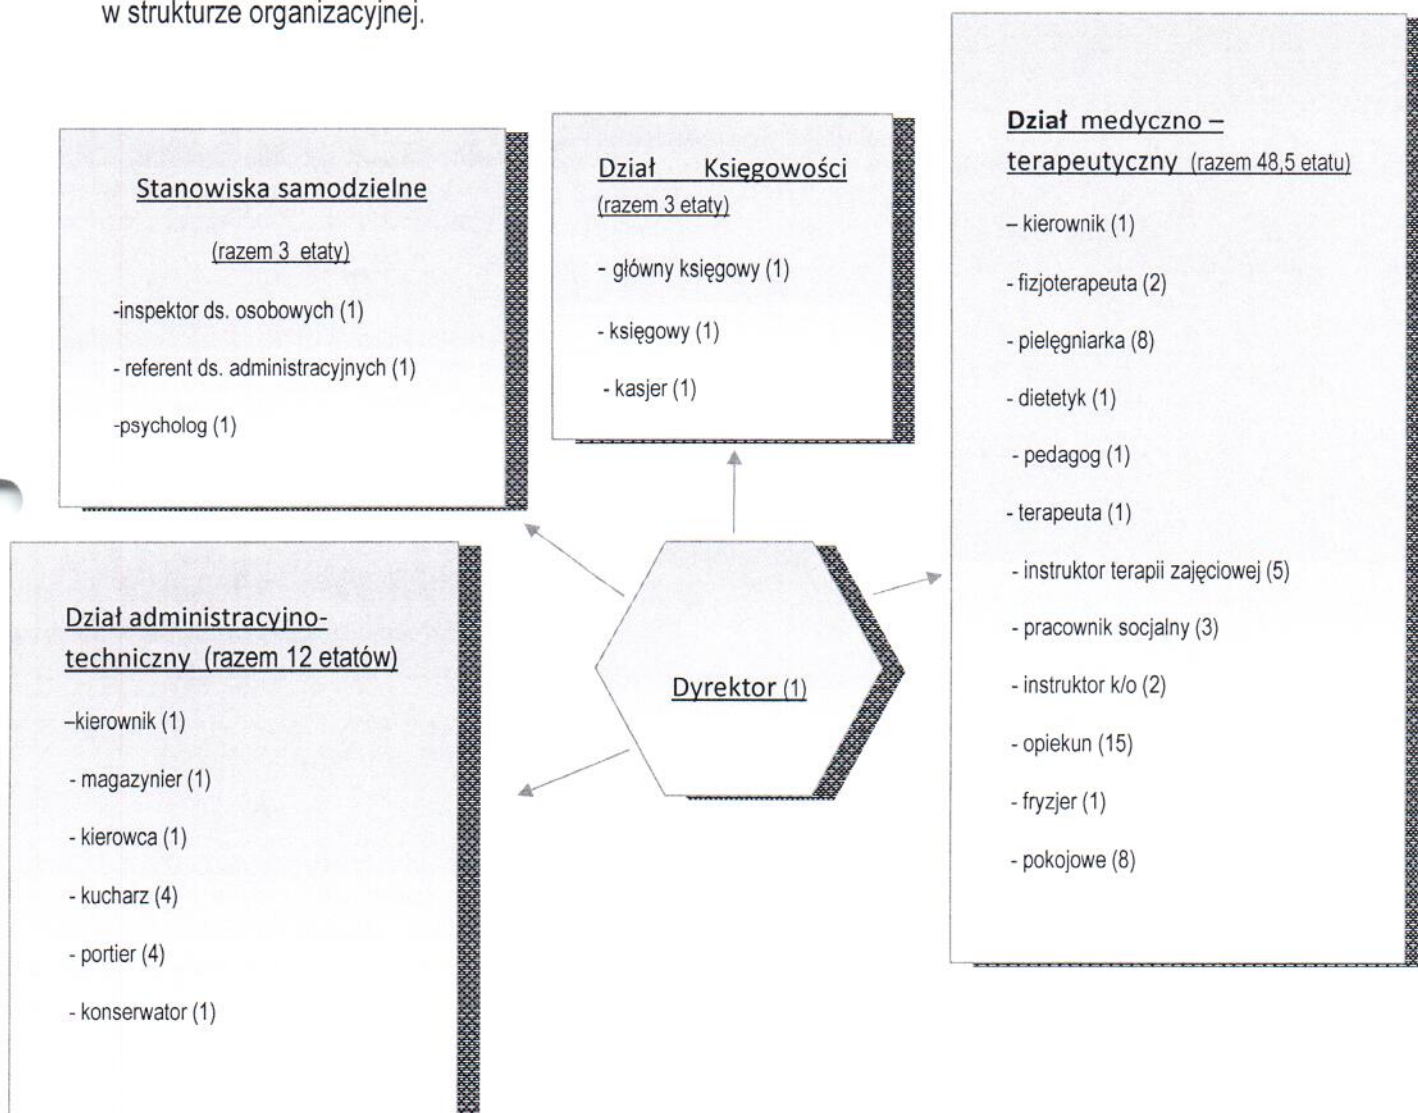 w strukturze organizacyjnej.
Stanowiska samodzielne
(razem 3 etaty)
-inspektor ds. osobowych (1)
- referent ds. administracyjnych (1)
-psycholog (1)
Dział Księgowości
(razem 3 etaty)
- główny księgowy (1)
- księgowy (1)
- kasjer (1)
Dział medyczno –
terapeutyczny (razem 48,5 etatu)
– kierownik (1)
- fizjoterapeuta (2)
- pielęgniarka (8)
- dietetyk (1)
- pedagog (1)
- terapeuta (1)
- instruktor terapii zajęciowej (5)
- pracownik socjalny (3)
- instruktor k/o (2)
- opiekun (15)
- fryzjer (1)
- pokojowe (8)
Dział administracyjno-
techniczny (razem 12 etatów)
–kierownik (1)
- magazynier (1)
- kierowca (1)
- kucharz (4)
- portier (4)
- konserwator (1)
Dyrektor (1)